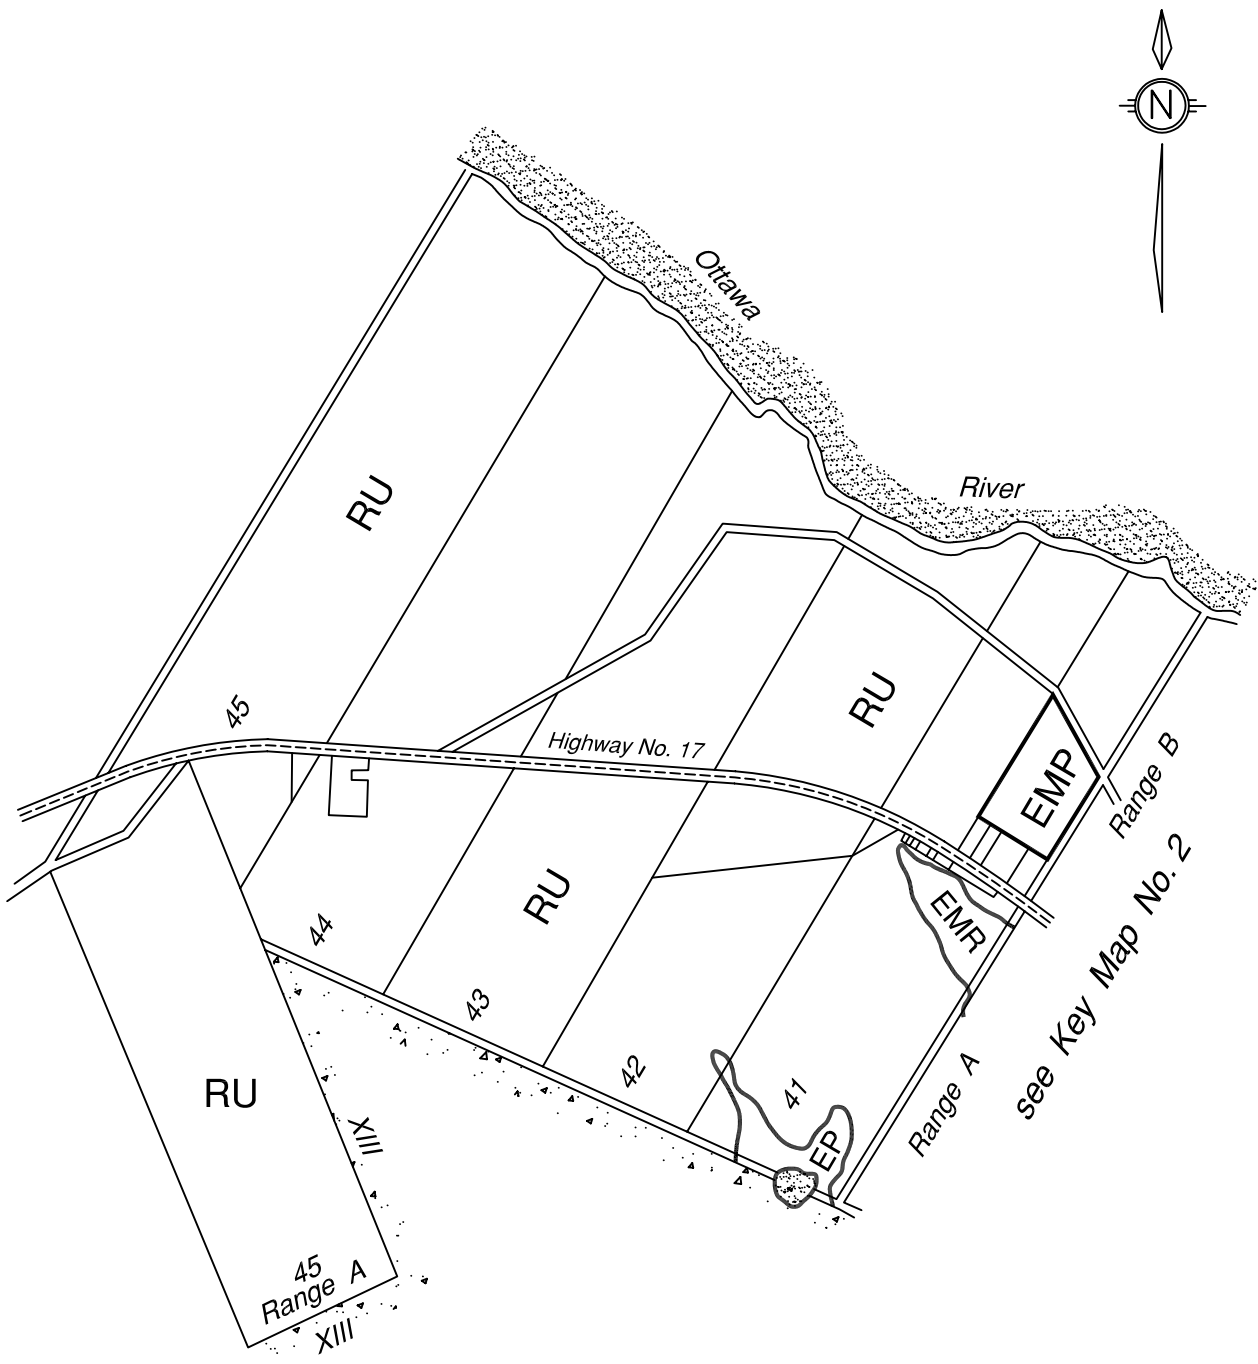 N
Ottawa
River
RU
45
Highway No. 17
RU
EMP
Range B
RU
EMR
see Key Map No. 2
44
43
42
41
EP
Range A
RU
XIII
45
Range A
XIII